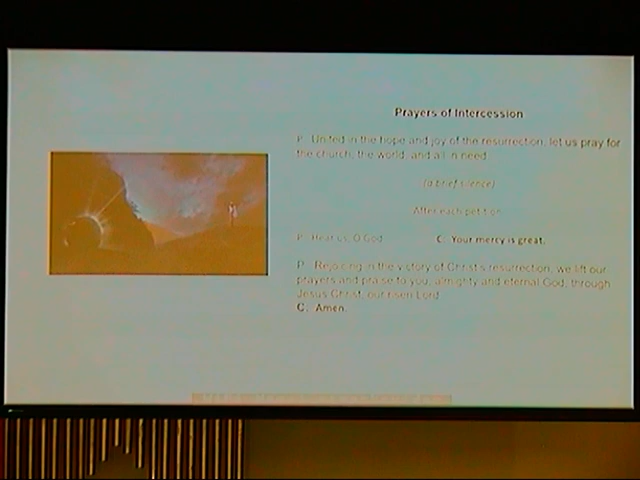 Prayers of Intercession
P: United in the hope and joy of the resurrection, let us pray for
the church, the world, and all in need.
(a brief silence)
After each petition
P: Hear us, O God. C: Your mercy is great.
P: Rejoicing in the victory of Christ's resurrection, we lift our
prayers and praise to you, almighty and eternal God, through
Jesus Christ, our risen Lord.
C: Amen.